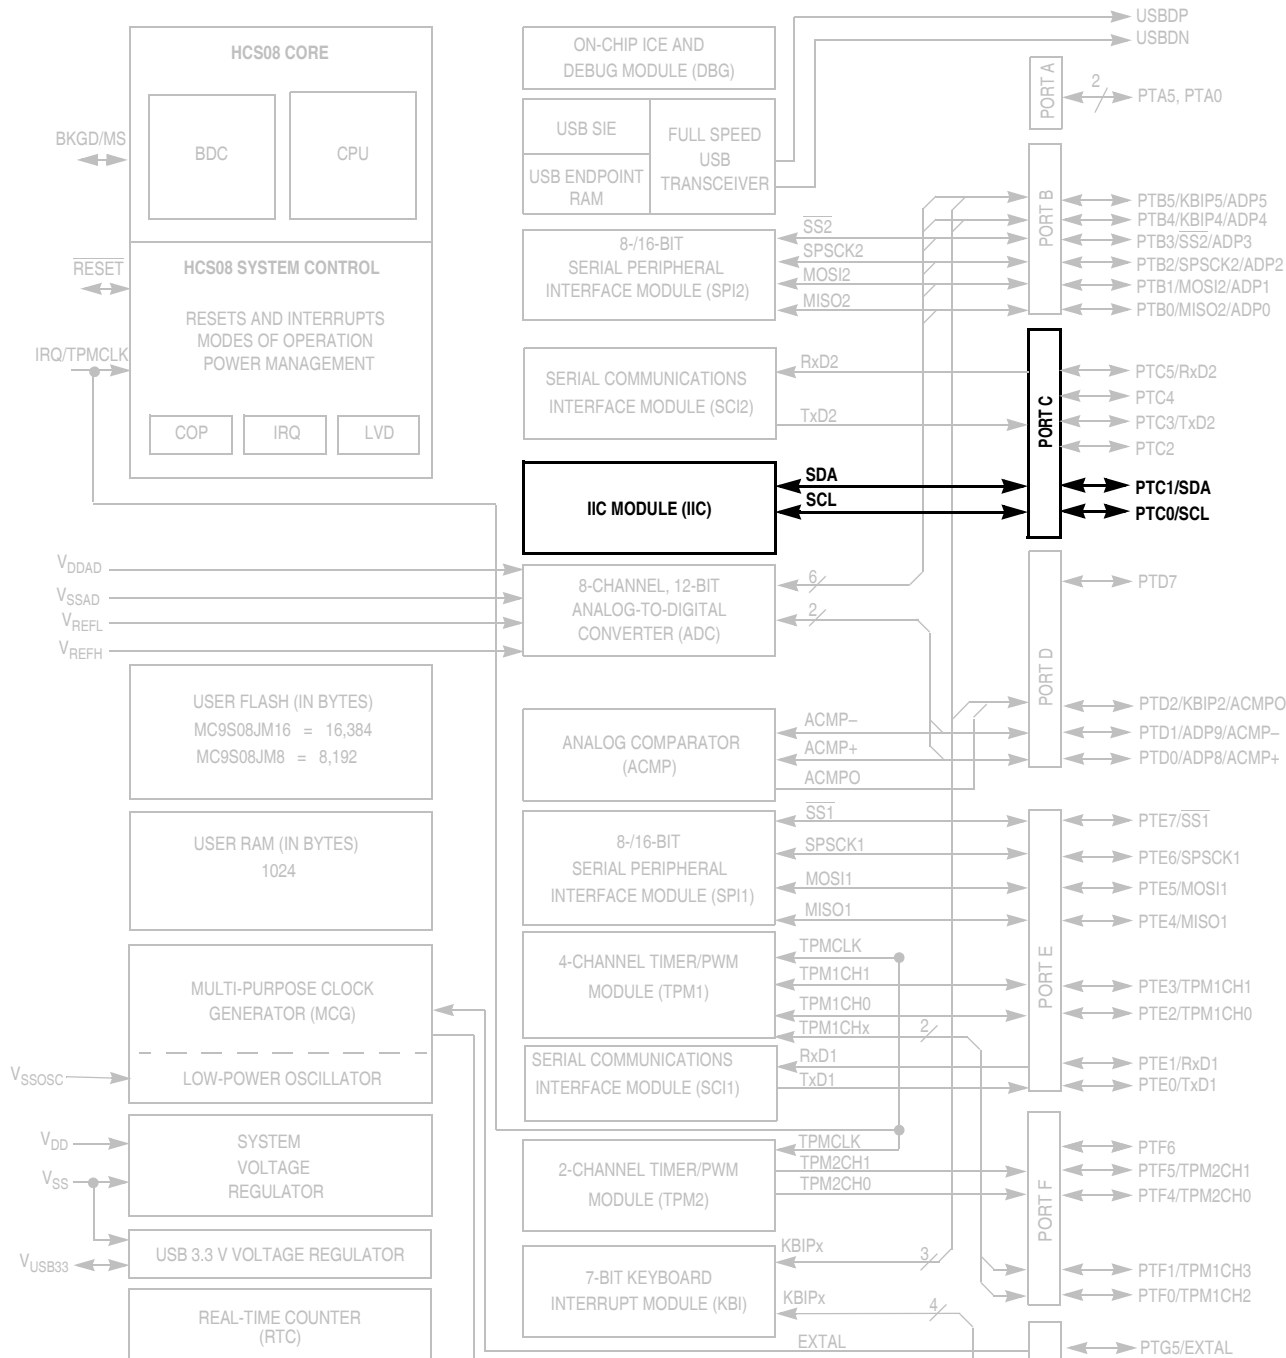 HCS08 CORE
BDC
CPU
BKGD/MS
RESET
HCS08 SYSTEM CONTROL
RESETS AND INTERRUPTS
MODES OF OPERATION
POWER MANAGEMENT
IRQ/TPMCLK
COP
IRQ
LVD
VDDAD
VSSAD
VREFL
VREFH
USER FLASH (IN BYTES)
MC9S08JM16 = 16,384
MC9S08JM8 = 8,192
USER RAM (IN BYTES)
1024
MULTI-PURPOSE CLOCK
GENERATOR (MCG)
LOW-POWER OSCILLATOR
VSSOSC
VDD
VSS
SYSTEM
VOLTAGE
REGULATOR
VUSB33
USB 3.3 V VOLTAGE REGULATOR
REAL-TIME COUNTER
(RTC)
ON-CHIP ICE AND
DEBUG MODULE (DBG)
USB SIE
USB ENDPOINT
RAM
FULL SPEED
USB
TRANSCEIVER
8-/16-BIT
SERIAL PERIPHERAL
INTERFACE MODULE (SPI2)
SS2
SPSCK2
MOSI2
MISO2
SERIAL COMMUNICATIONS
INTERFACE MODULE (SCI2)
RxD2
TxD2
IIC MODULE (IIC)
SDA
SCL
8-CHANNEL, 12-BIT
ANALOG-TO-DIGITAL
CONVERTER (ADC)
6
2
ANALOG COMPARATOR
(ACMP)
ACMP–
ACMP+
ACMPO
8-/16-BIT
SERIAL PERIPHERAL
INTERFACE MODULE (SPI1)
SS1
SPSCK1
MOSI1
MISO1
4-CHANNEL TIMER/PWM
MODULE (TPM1)
TPMCLK
TPM1CH1
TPM1CH0
TPM1CHx
2
SERIAL COMMUNICATIONS
INTERFACE MODULE (SCI1)
RxD1
TxD1
2-CHANNEL TIMER/PWM
MODULE (TPM2)
TPMCLK
TPM2CH1
TPM2CH0
7-BIT KEYBOARD
INTERRUPT MODULE (KBI)
KBIPx
3
KBIPx
4
EXTAL
USBDP
USBDN
PORT A
2
PTA5, PTA0
PORT B
PTB5/KBIP5/ADP5
PTB4/KBIP4/ADP4
PTB3/SS2/ADP3
PTB2/SPSCK2/ADP2
PTB1/MOSI2/ADP1
PTB0/MISO2/ADP0
PORT C
PTC5/RxD2
PTC4
PTC3/TxD2
PTC2
PTC1/SDA
PTC0/SCL
PORT D
PTD7
PTD2/KBIP2/ACMPO
PTD1/ADP9/ACMP–
PTD0/ADP8/ACMP+
PORT E
PTE7/SS1
PTE6/SPSCK1
PTE5/MOSI1
PTE4/MISO1
PTE3/TPM1CH1
PTE2/TPM1CH0
PTE1/RxD1
PTE0/TxD1
PORT F
PTF6
PTF5/TPM2CH1
PTF4/TPM2CH0
PTF1/TPM1CH3
PTF0/TPM1CH2
PTG5/EXTAL